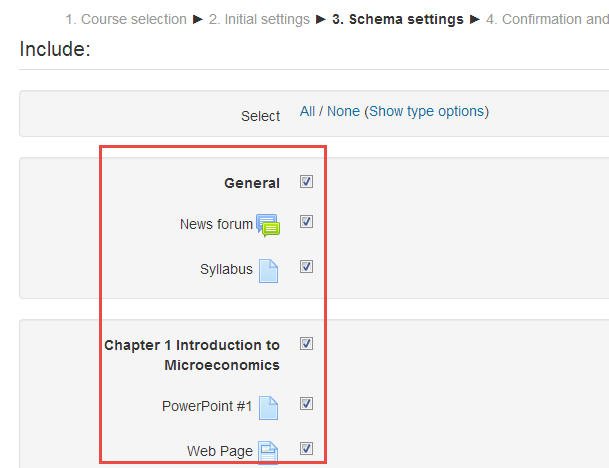 1. Course selection ► 2. Initial settings ► 3. Schema settings ► 4. Confirmation and
Include:
Select All / None (Show type options)
General
News forum
Syllabus
Chapter 1 Introduction to
Microeconomics
PowerPoint #1
Web Page